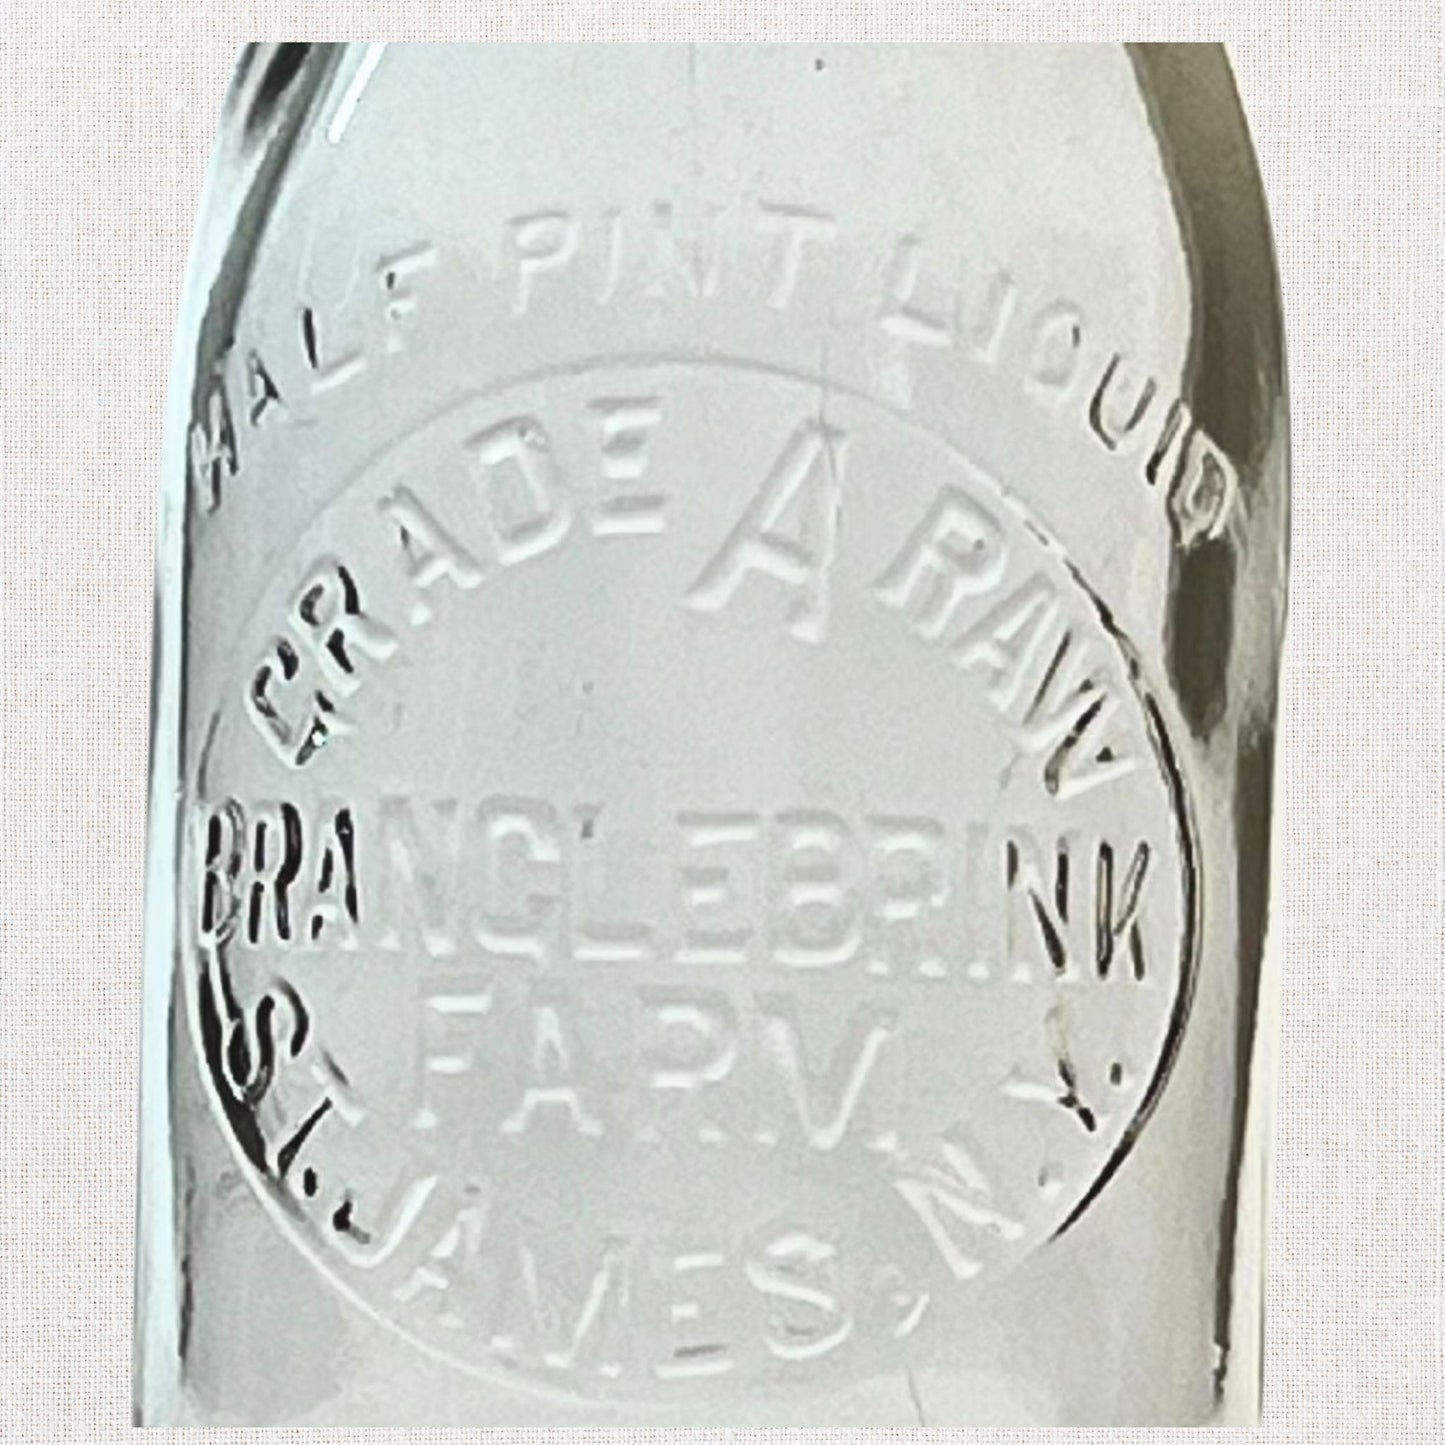 HALF PINT LIQUID
GRADE A RAW
BRANGLEBRINK
FARM
ST. JAMES, N.Y.